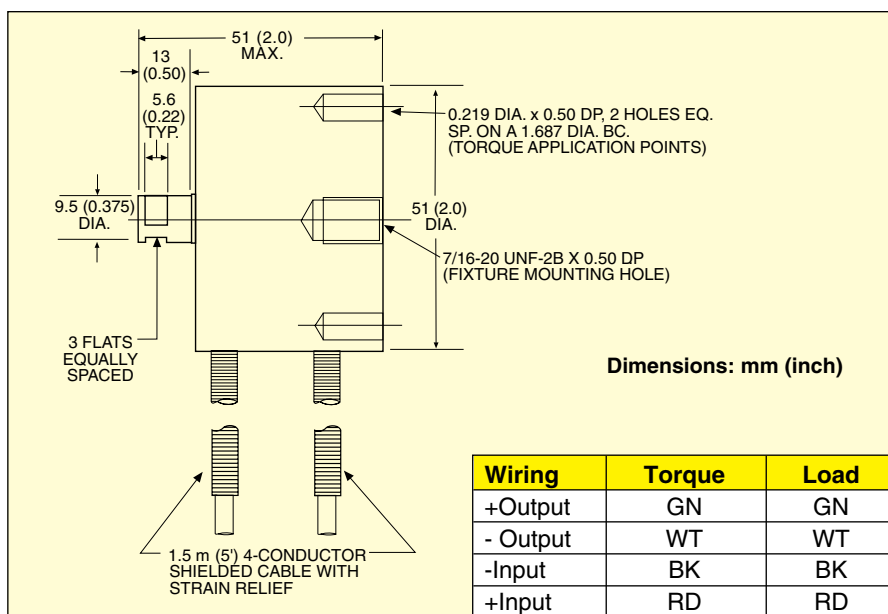 51 (2.0)
MAX.
13
(0.50)
5.6
(0.22)
TYP.
0.219 DIA. x 0.50 DP, 2 HOLES EQ.
SP. ON A 1.687 DIA. BC.
(TORQUE APPLICATION POINTS)
9.5 (0.375)
DIA.
51 (2.0)
DIA.
7/16-20 UNF-2B X 0.50 DP
(FIXTURE MOUNTING HOLE)
3 FLATS
EQUALLY
SPACED
Dimensions: mm (inch)
1.5 m (5') 4-CONDUCTOR
SHIELDED CABLE WITH
STRAIN RELIEF
Wiring Torque Load
+Output GN GN
- Output WT WT
-Input BK BK
+Input RD RD